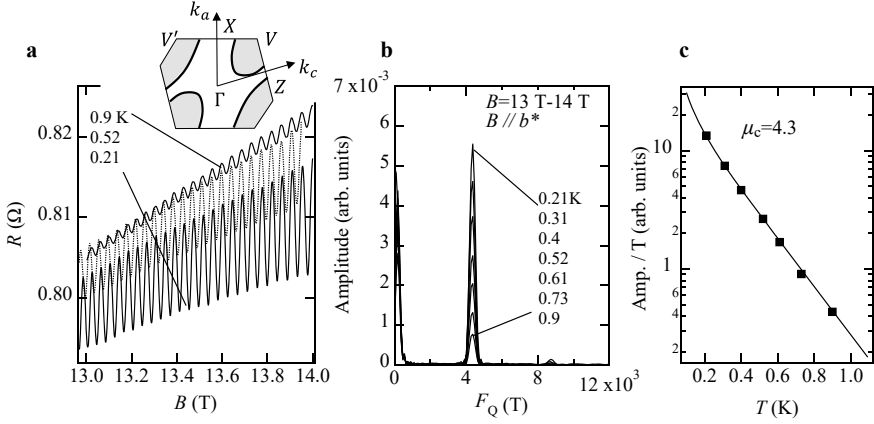 a
k_a
X
V'
V
k_c
Z
Γ
0.9 K
0.52
0.21
0.82
0.81
0.80
R (Ω)
13.0 13.2 13.4 13.6 13.8 14.0
B (T)
b
7 x10⁻³
6
5
4
3
2
1
0
Amplitude (arb. units)
B=13 T-14 T
B // b*
0.21K
0.31
0.4
0.52
0.61
0.73
0.9
0 4 8 12 x10³
F_Q (T)
c
μ_c=4.3
2
10
8
6
4
2
1
8
6
4
2
Amp. / T (arb. units)
0.2 0.4 0.6 0.8 1.0
T (K)